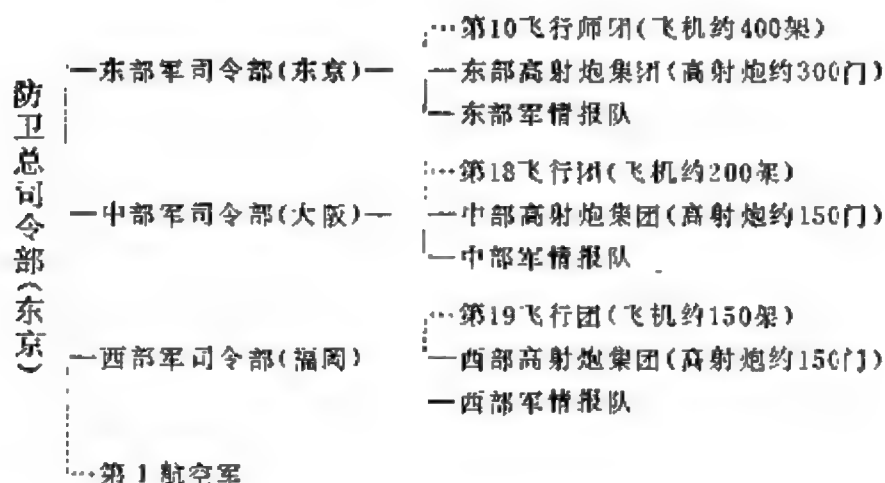 防卫总司令部(东京)
东部军司令部(东京)
第10飞行师团(飞机约400架)
东部高射炮集团(高射炮约300门)
东部军情报队
中部军司令部(大阪)
第18飞行团(飞机约200架)
中部高射炮集团(高射炮约150门)
中部军情报队
西部军司令部(福冈)
第19飞行团(飞机约150架)
西部高射炮集团(高射炮约150门)
西部军情报队
第1航空军